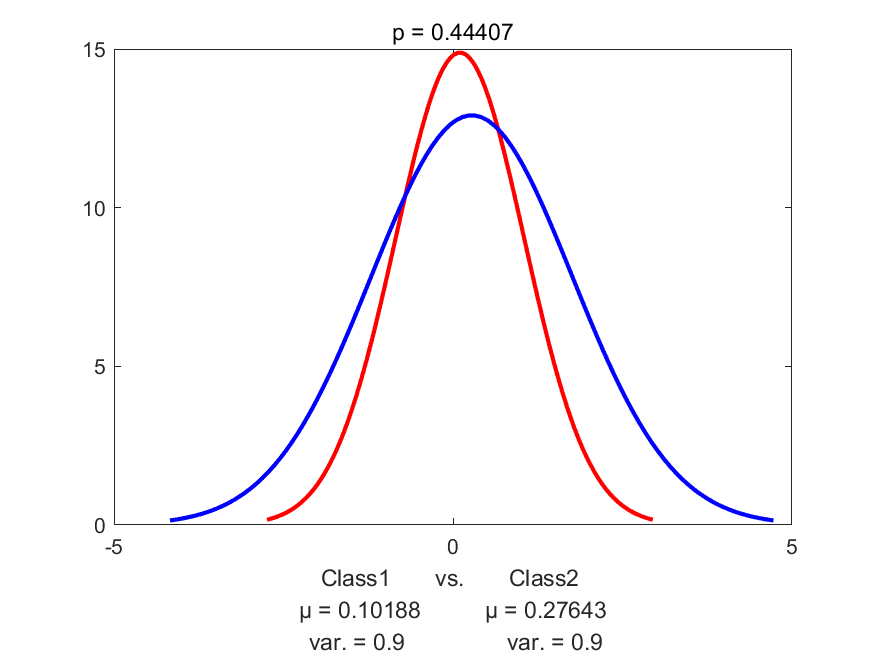 p = 0.44407
15
10
5
0
-5 0 5
Class1 vs. Class2
μ = 0.10188 μ = 0.27643
var. = 0.9 var. = 0.9